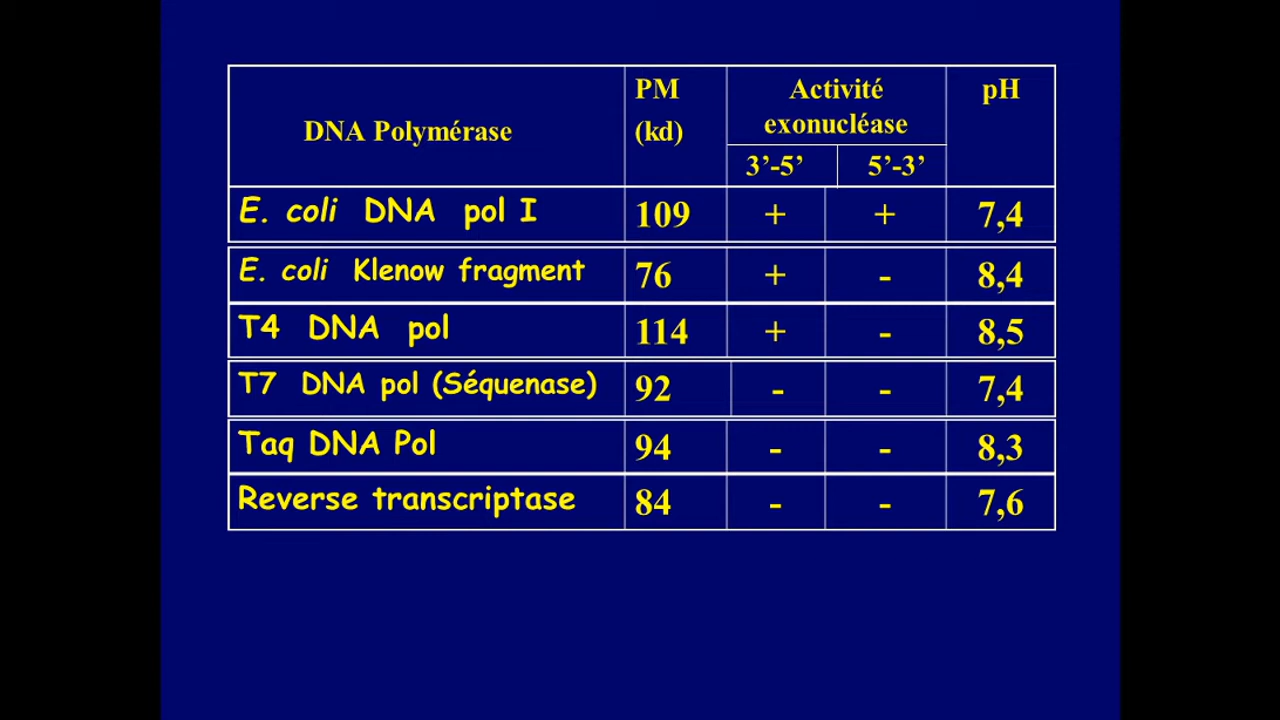 DNA Polymérase PM (kd) Activité exonucléase pH
3’-5’ 5’-3’
E. coli DNA pol I 109 + + 7,4
E. coli Klenow fragment 76 + - 8,4
T4 DNA pol 114 + - 8,5
T7 DNA pol (Séquenase) 92 - - 7,4
Taq DNA Pol 94 - - 8,3
Reverse transcriptase 84 - - 7,6